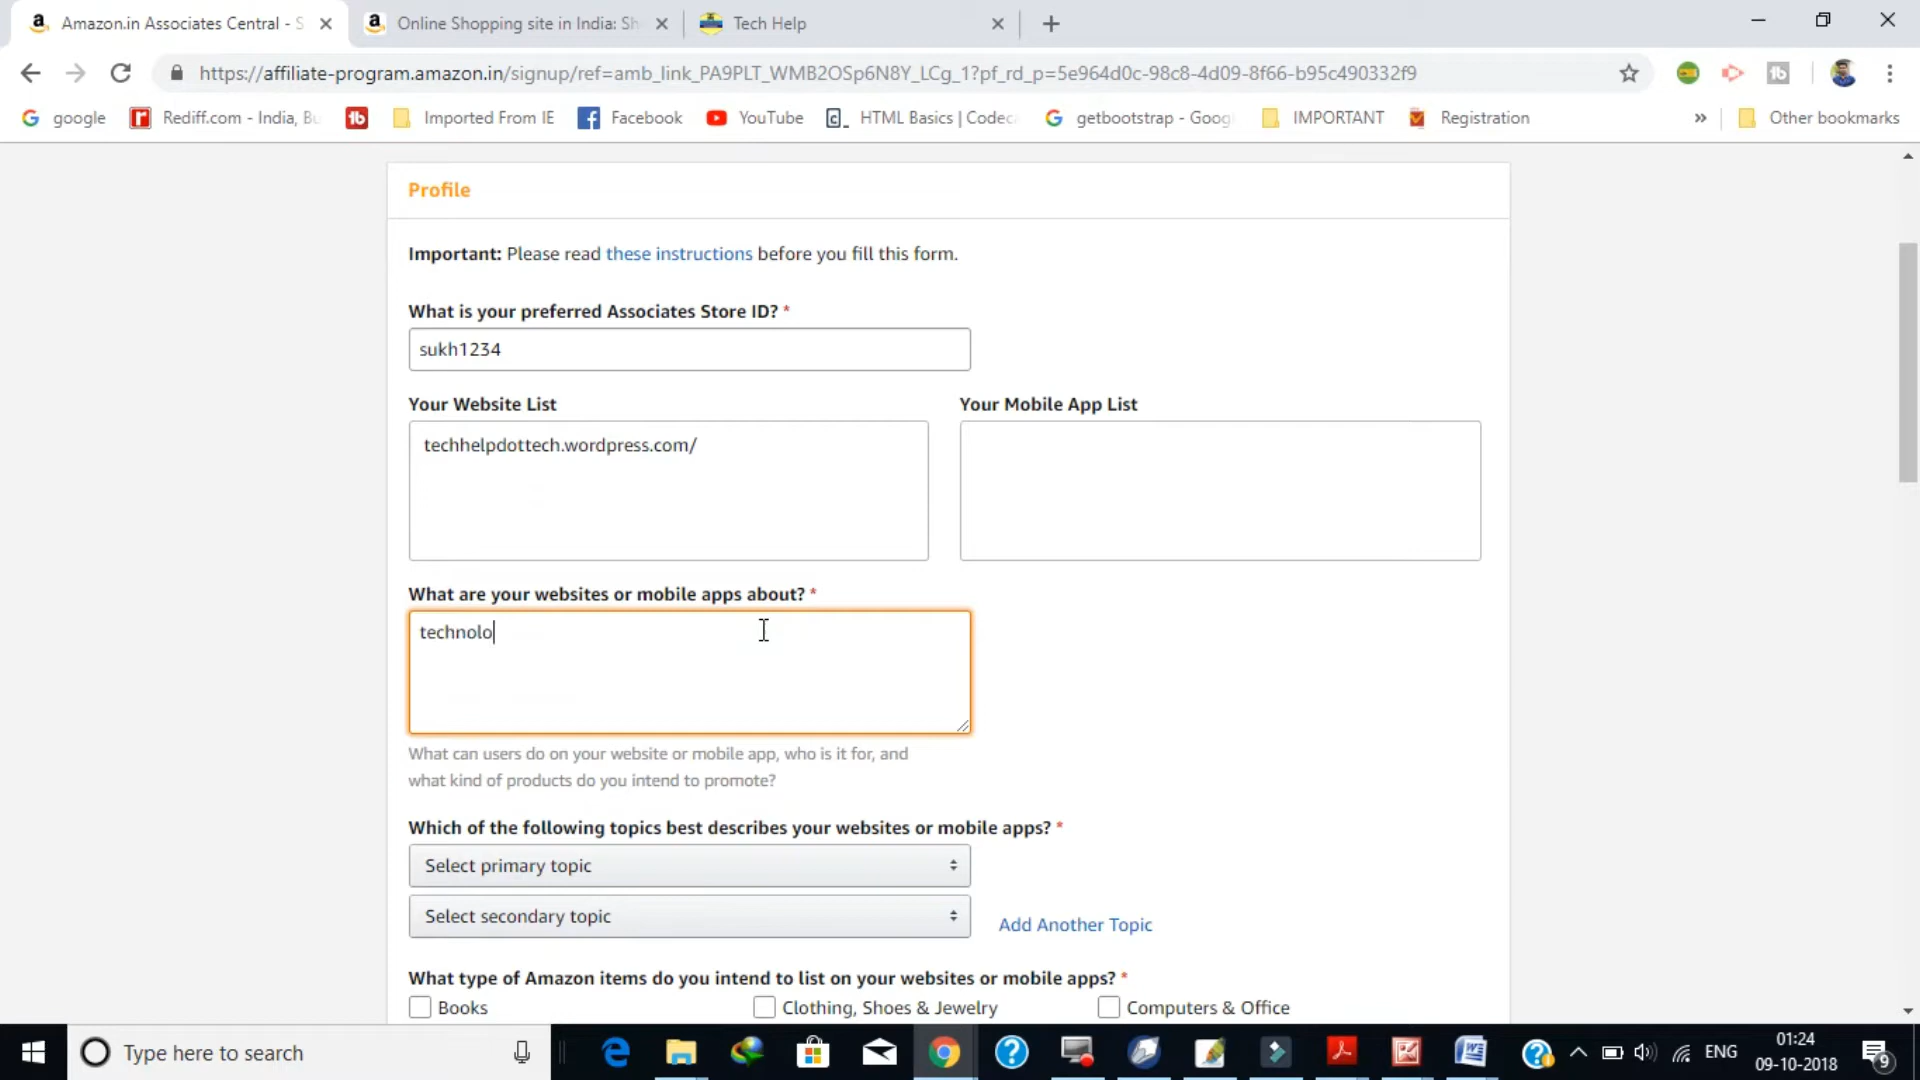 Amazon.in Associates Central - S
Online Shopping site in India: Sh
Tech Help
https://affiliate-program.amazon.in/signup/ref=amb_link_PA9PLT_WMB2OSp6N8Y_LCg_1?pf_rd_p=5e964d0c-98c8-4d09-8f66-b95c490332f9
google
Rediff.com - India, Bu
Imported From IE
Facebook
YouTube
HTML Basics | Codeca
getbootstrap - Goog
IMPORTANT
Registration
Other bookmarks
Profile
Important: Please read these instructions before you fill this form.
What is your preferred Associates Store ID? *
sukh1234
Your Website List
Your Mobile App List
techhelpdottech.wordpress.com/
What are your websites or mobile apps about? *
technolo
What can users do on your website or mobile app, who is it for, and
what kind of products do you intend to promote?
Which of the following topics best describes your websites or mobile apps? *
Select primary topic
Select secondary topic
Add Another Topic
What type of Amazon items do you intend to list on your websites or mobile apps? *
Books
Clothing, Shoes & Jewelry
Computers & Office
Type here to search
ENG
01:24
09-10-2018
9